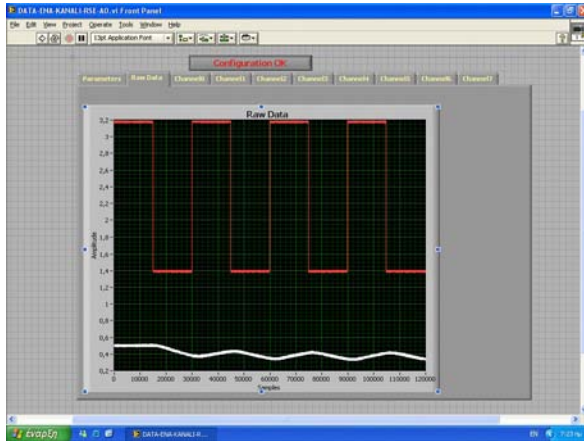 DATA-ENA-KANALI-RSE-AD.vi Front Panel
File Edit View Project Operate Tools Window Help
13pt Application Font
Configuration OK
Parameters Raw Data Channel0 Channel1 Channel2 Channel3 Channel4 Channel5 Channel6 Channel7
Raw Data
3,2
3
2,8
2,6
2,4
2,2
2
1,8
1,6
1,4
1,2
1
0,8
0,6
0,4
0,2
Amplitude
0 10000 20000 30000 40000 50000 60000 70000 80000 90000 100000 110000 120000
Samples
έναρξη
DATA-ENA-KANALI-R...
EN